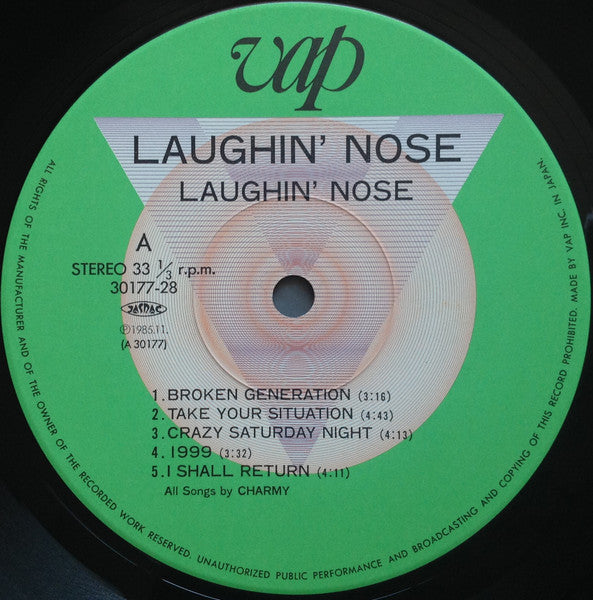 vap
LAUGHIN' NOSE
LAUGHIN' NOSE
A
STEREO 33 1/3 r.p.m.
30177-28
JASRAC
Ⓟ1985.11.
(A 30177)
1.BROKEN GENERATION (3:16)
2.TAKE YOUR SITUATION (4:43)
3.CRAZY SATURDAY NIGHT (4:13)
4.1999 (3:32)
5.I SHALL RETURN (4:11)
All Songs by CHARMY
ALL RIGHTS OF THE MANUFACTURER AND OF THE OWNER OF THE RECORDED WORK RESERVED. UNAUTHORIZED PUBLIC PERFORMANCE AND BROADCASTING AND COPYING OF THIS RECORD PROHIBITED. MADE BY VAP INC. IN JAPAN.